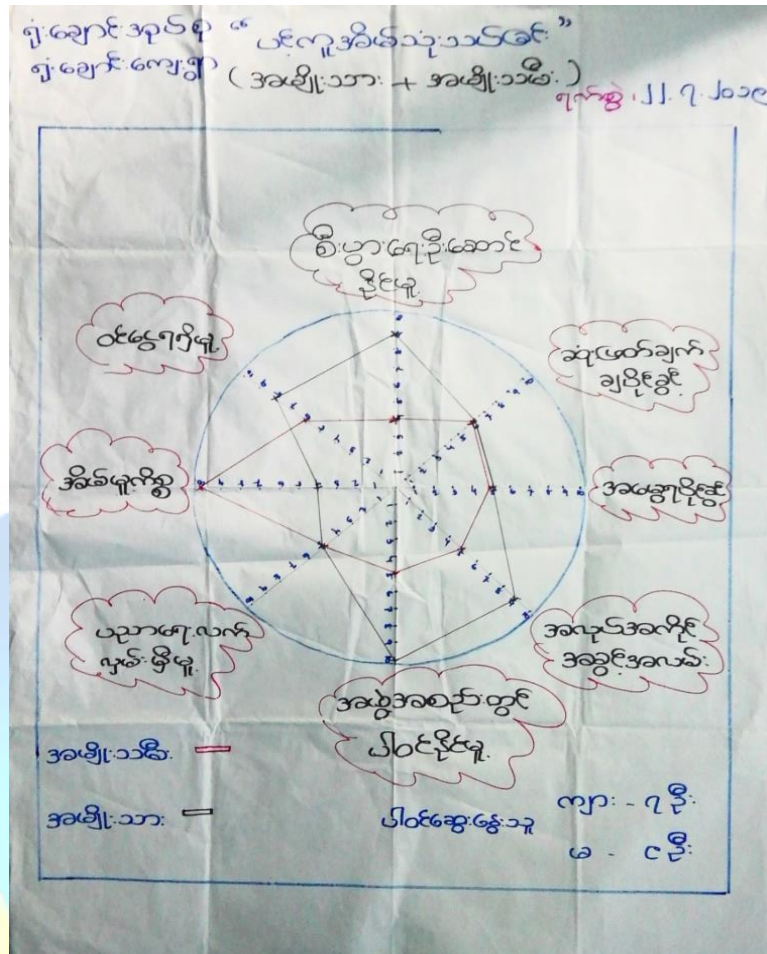 ရှုံးချောင်းအုပ်စု "ပင့်ကူအိမ်သုံးသပ်ခြင်း"
ရှုံးချောင်းကျေးရွာ (အမျိုးသား + အမျိုးသမီး)
ရက်စွဲ၊ ၂၂.၇.၂၀၁၉
စီးပွားရေးဦးဆောင်
နိုင်မှု
ဝင်ငွေရရှိမှု
ဆုံးဖြတ်ချက်
ချပိုင်ခွင့်
အိမ်မှုကိစ္စ
အမွေရပိုင်ခွင့်
ပညာရေးလက်
လှမ်းမှီမှု
အလုပ်အကိုင်
အခွင့်အလမ်း
အဖွဲ့အစည်းတွင်
ပါဝင်နိုင်မှု
အမျိုးသမီး
အမျိုးသား
ပါဝင်ဆွေးနွေးသူ
ကျား - ၇ ဦး
မ - ၄ ဦး